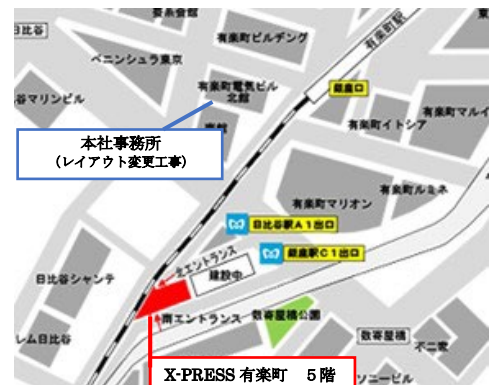 日比谷
有楽町ビルヂング
有楽町駅
ペニンシュラ東京
有楽町電気ビル
北館
銀座口
谷マリンビル
南館
有楽町イトシア
有楽町マルイ
本社事務所
(レイアウト変更工事)
有楽町ルミネ
有楽町マリオン
日比谷駅A1出口
銀座駅C1出口
北エントランス
建設中
日比谷シャンテ
南エントランス
数寄屋橋公園
レム日比谷
数寄屋橋
不二家
ソニービル
X-PRESS 有楽町 5階